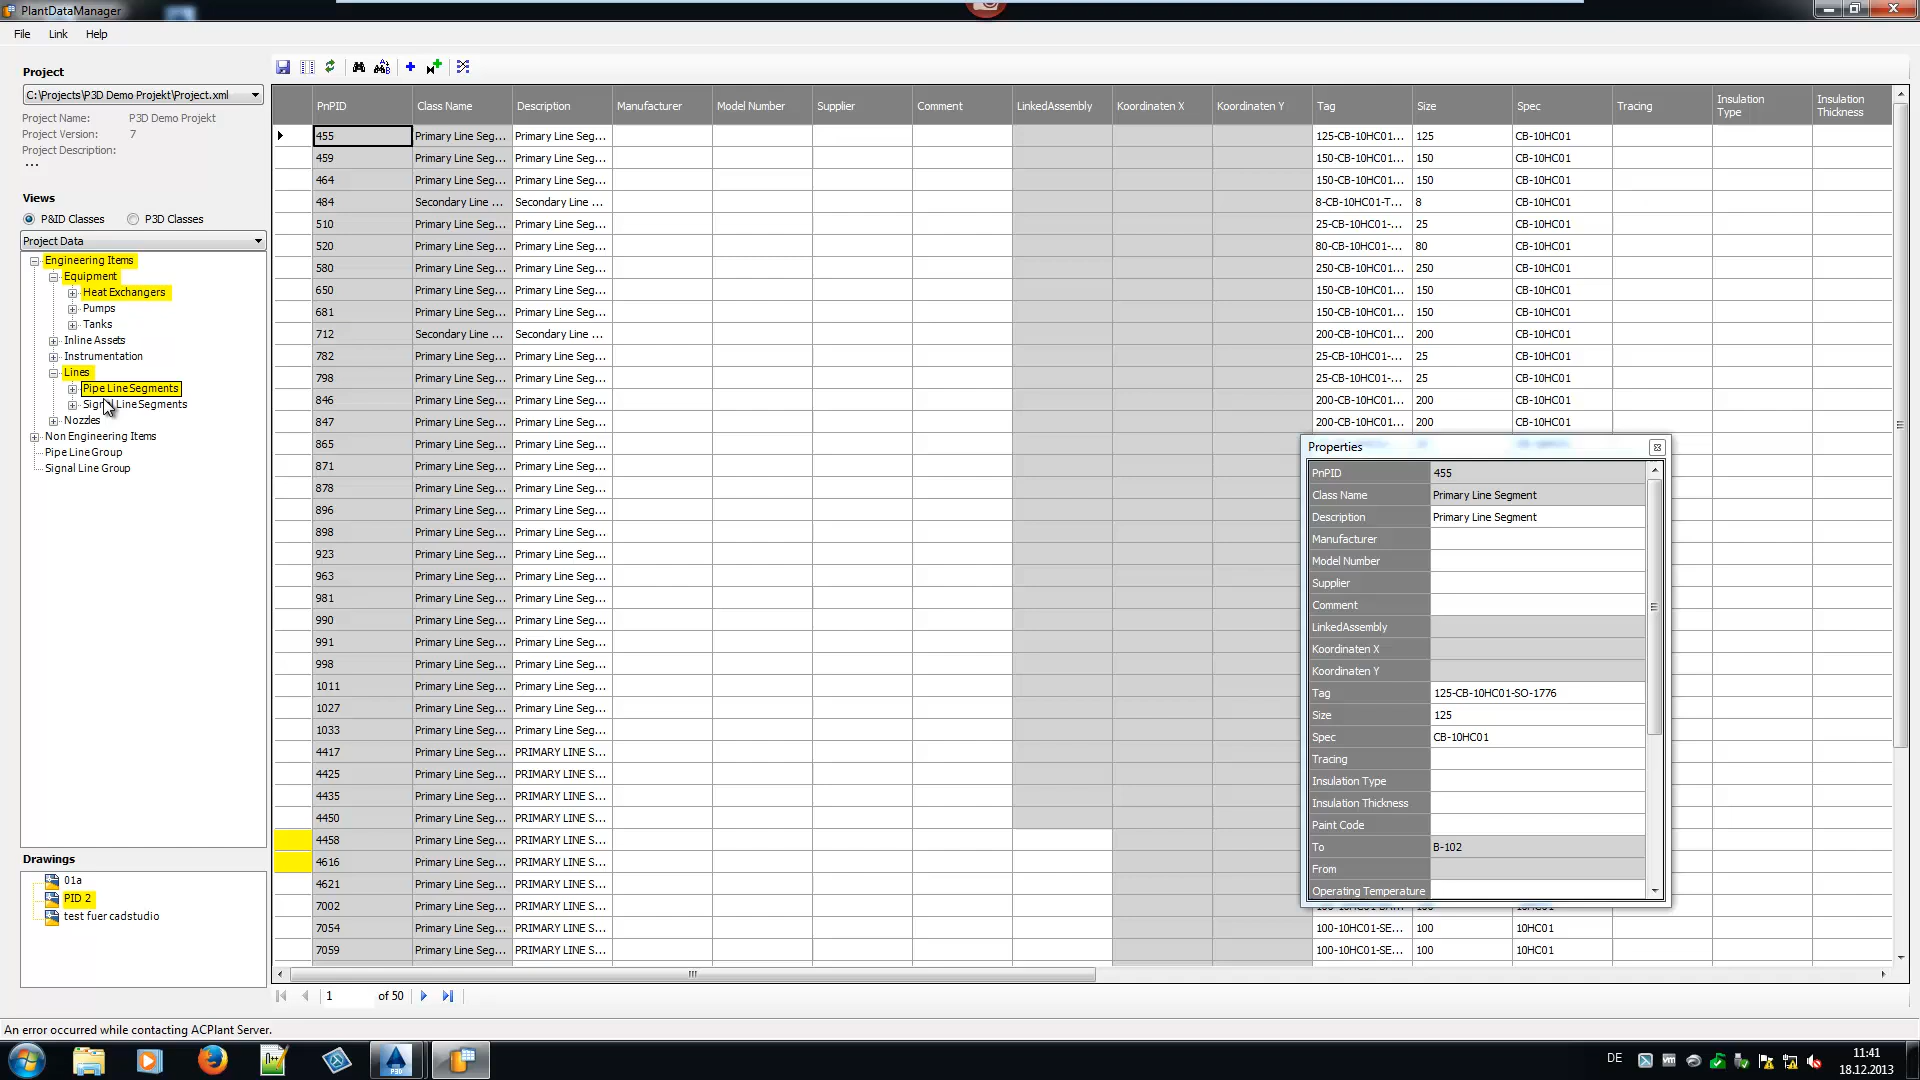 PlantDataManager
File Link Help
Project
C:\Projects\P3D Demo Projekt\Project.xml
Project Name: P3D Demo Projekt
Project Version: 7
Project Description:
...
Views
P&ID Classes P3D Classes
Project Data
Engineering Items
Equipment
Heat Exchangers
Pumps
Tanks
Inline Assets
Instrumentation
Lines
Pipe Line Segments
Signal Line Segments
Nozzles
Non Engineering Items
Pipe Line Group
Signal Line Group
Drawings
01a
PID 2
test fuer cadstudio
PnPID Class Name Description Manufacturer Model Number Supplier Comment LinkedAssembly Koordinaten X Koordinaten Y Tag Size Spec Tracing Insulation Type Insulation Thickness
455 Primary Line Seg... Primary Line Seg... 125-CB-10HC01... 125 CB-10HC01
459 Primary Line Seg... Primary Line Seg... 150-CB-10HC01... 150 CB-10HC01
464 Primary Line Seg... Primary Line Seg... 150-CB-10HC01... 150 CB-10HC01
484 Secondary Line ... Secondary Line ... 8-CB-10HC01-T... 8 CB-10HC01
510 Primary Line Seg... Primary Line Seg... 25-CB-10HC01-... 25 CB-10HC01
520 Primary Line Seg... Primary Line Seg... 80-CB-10HC01-... 80 CB-10HC01
580 Primary Line Seg... Primary Line Seg... 250-CB-10HC01... 250 CB-10HC01
650 Primary Line Seg... Primary Line Seg... 150-CB-10HC01... 150 CB-10HC01
681 Primary Line Seg... Primary Line Seg... 150-CB-10HC01... 150 CB-10HC01
712 Secondary Line ... Secondary Line ... 200-CB-10HC01... 200 CB-10HC01
782 Primary Line Seg... Primary Line Seg... 25-CB-10HC01-... 25 CB-10HC01
798 Primary Line Seg... Primary Line Seg... 25-CB-10HC01-... 25 CB-10HC01
846 Primary Line Seg... Primary Line Seg... 200-CB-10HC01... 200 CB-10HC01
847 Primary Line Seg... Primary Line Seg... 200-CB-10HC01... 200 CB-10HC01
865 Primary Line Seg... Primary Line Seg...
871 Primary Line Seg... Primary Line Seg...
878 Primary Line Seg... Primary Line Seg...
896 Primary Line Seg... Primary Line Seg...
898 Primary Line Seg... Primary Line Seg...
923 Primary Line Seg... Primary Line Seg...
963 Primary Line Seg... Primary Line Seg...
981 Primary Line Seg... Primary Line Seg...
990 Primary Line Seg... Primary Line Seg...
991 Primary Line Seg... Primary Line Seg...
998 Primary Line Seg... Primary Line Seg...
1011 Primary Line Seg... Primary Line Seg...
1027 Primary Line Seg... Primary Line Seg...
1033 Primary Line Seg... Primary Line Seg...
4417 Primary Line Seg... PRIMARY LINE S...
4425 Primary Line Seg... PRIMARY LINE S...
4435 Primary Line Seg... PRIMARY LINE S...
4450 Primary Line Seg... PRIMARY LINE S...
4458 Primary Line Seg... PRIMARY LINE S...
4616 Primary Line Seg... PRIMARY LINE S...
4621 Primary Line Seg... PRIMARY LINE S...
7002 Primary Line Seg... PRIMARY LINE S...
7054 Primary Line Seg... PRIMARY LINE S... 100-10HC01-SE... 100 10HC01
7059 Primary Line Seg... PRIMARY LINE S... 100-10HC01-SE... 100 10HC01
1 of 50
Properties
PnPID 455
Class Name Primary Line Segment
Description Primary Line Segment
Manufacturer
Model Number
Supplier
Comment
LinkedAssembly
Koordinaten X
Koordinaten Y
Tag 125-CB-10HC01-SO-1776
Size 125
Spec CB-10HC01
Tracing
Insulation Type
Insulation Thickness
Paint Code
To B-102
From
Operating Temperature
An error occurred while contacting ACPlant Server.
P3D
DE
11:41
18.12.2013